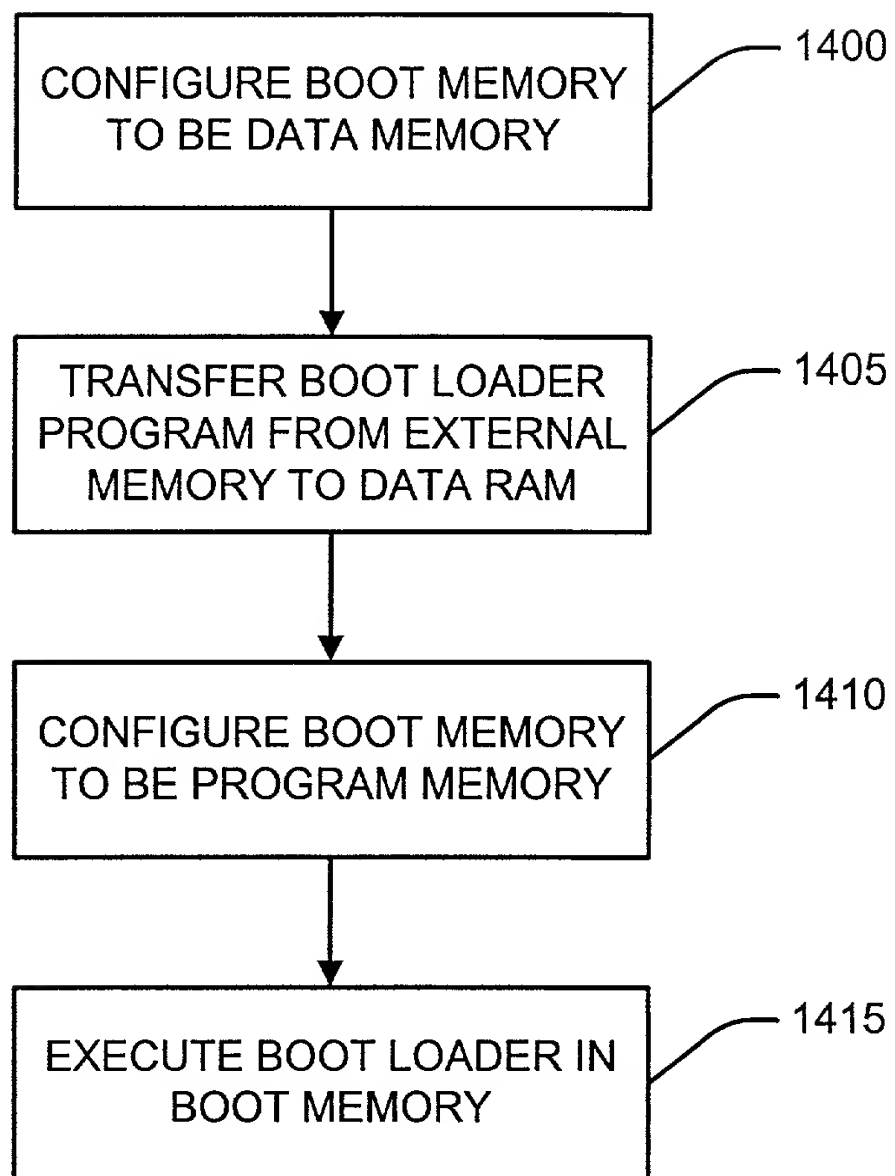 CONFIGURE BOOT MEMORY
TO BE DATA MEMORY
1400
TRANSFER BOOT LOADER
PROGRAM FROM EXTERNAL
MEMORY TO DATA RAM
1405
CONFIGURE BOOT MEMORY
TO BE PROGRAM MEMORY
1410
EXECUTE BOOT LOADER IN
BOOT MEMORY
1415